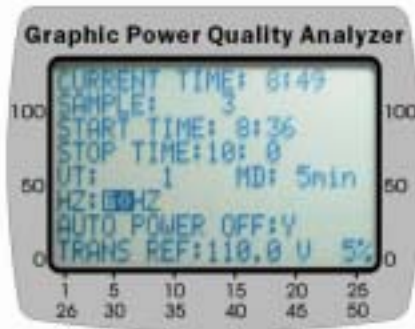 Graphic Power Quality Analyzer
CURRENT TIME: 8:49
SAMPLE: 3
START TIME: 8:36
STOP TIME:10: 0
VT: 1 MD: 5min
HZ:60HZ
AUTO POWER OFF:Y
TRANS REF:110.0 V 5%
100 100
50 50
0 0
1 5 10 15 20 25
26 30 35 40 45 50